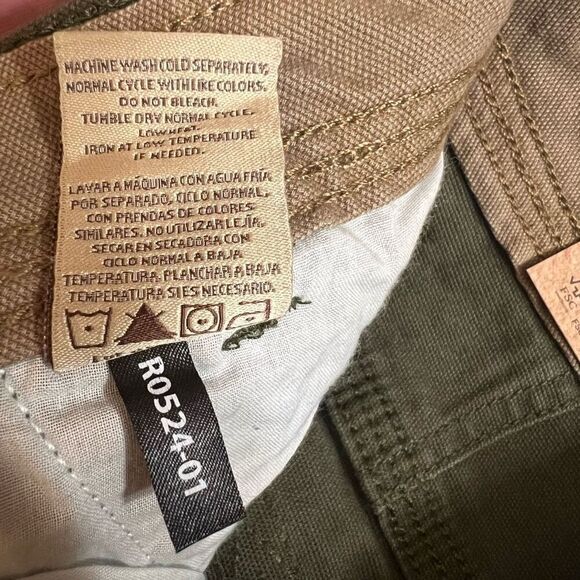 MACHINE WASH COLD SEPARATELY,
NORMAL CYCLE WITH LIKE COLORS.
DO NOT BLEACH.
TUMBLE DRY NORMAL CYCLE,
LOW HEAT.
IRON AT LOW TEMPERATURE
IF NEEDED.
LAVAR A MÁQUINA CON AGUA FRÍA
POR SEPARADO, CICLO NORMAL,
CON PRENDAS DE COLORES
SIMILARES. NO UTILIZAR LEJÍA.
SECAR EN SECADORA CON
CICLO NORMAL A BAJA
TEMPERATURA. PLANCHAR A BAJA
TEMPERATURA SI ES NECESARIO.
R0524-01